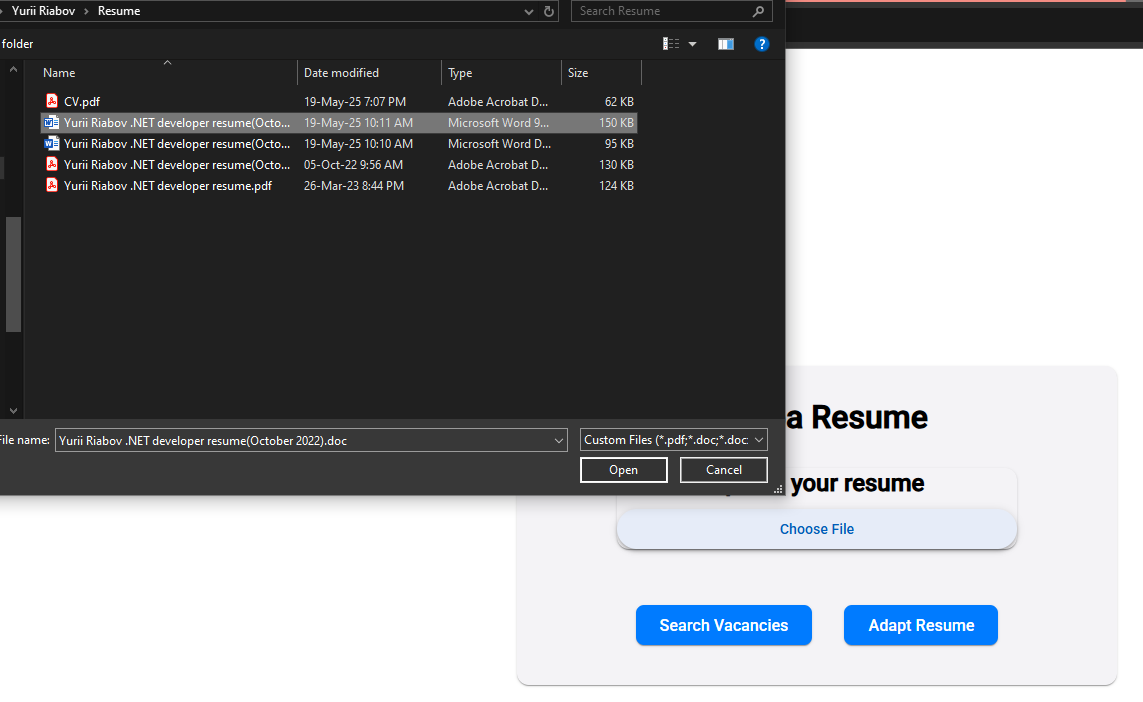 Yurii Riabov > Resume
Search Resume
folder
Name Date modified Type Size
CV.pdf 19-May-25 7:07 PM Adobe Acrobat D... 62 KB
Yurii Riabov .NET developer resume(Octo... 19-May-25 10:11 AM Microsoft Word 9... 150 KB
Yurii Riabov .NET developer resume(Octo... 19-May-25 10:10 AM Microsoft Word D... 95 KB
Yurii Riabov .NET developer resume(Octo... 05-Oct-22 9:56 AM Adobe Acrobat D... 130 KB
Yurii Riabov .NET developer resume.pdf 26-Mar-23 8:44 PM Adobe Acrobat D... 124 KB
File name: Yurii Riabov .NET developer resume(October 2022).doc Custom Files (*.pdf;*.doc;*.doc:
Open Cancel
a Resume
your resume
Choose File
Search Vacancies Adapt Resume